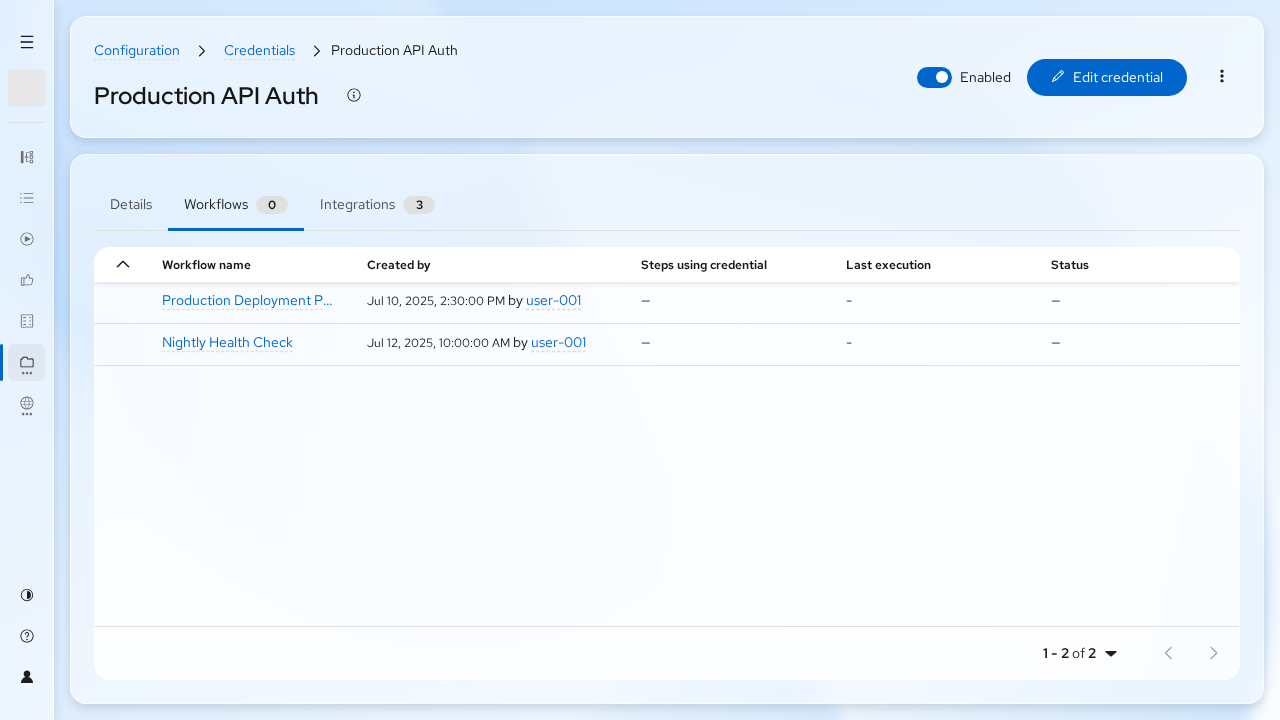 Configuration
Credentials
Production API Auth
Production API Auth
Enabled
Edit credential
Details
Workflows 0
Integrations 3
Workflow name
Created by
Steps using credential
Last execution
Status
Production Deployment P...
Jul 10, 2025, 2:30:00 PM by user-001
—
-
—
Nightly Health Check
Jul 12, 2025, 10:00:00 AM by user-001
—
-
—
1 - 2 of 2